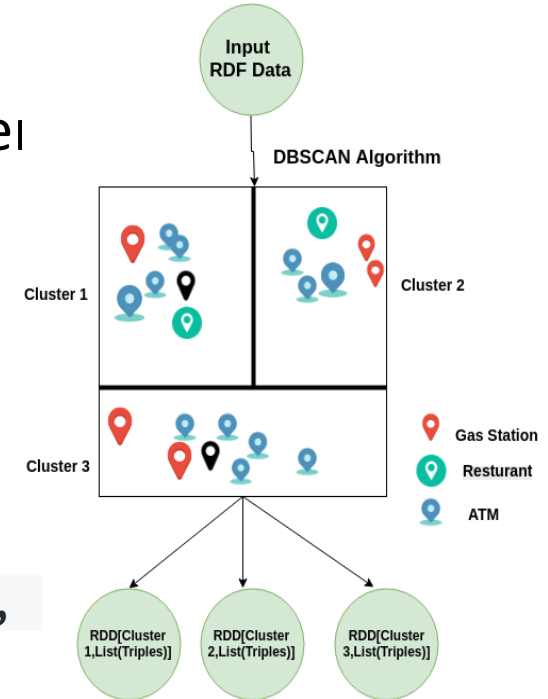 Input
RDF Data
er
DBSCAN Algorithm
Cluster 1
Cluster 2
Cluster 3
Gas Station
Resturant
ATM
,
RDD[Cluster
1,List(Triples)]
RDD[Cluster
2,List(Triples)]
RDD[Cluster
3,List(Triples)]